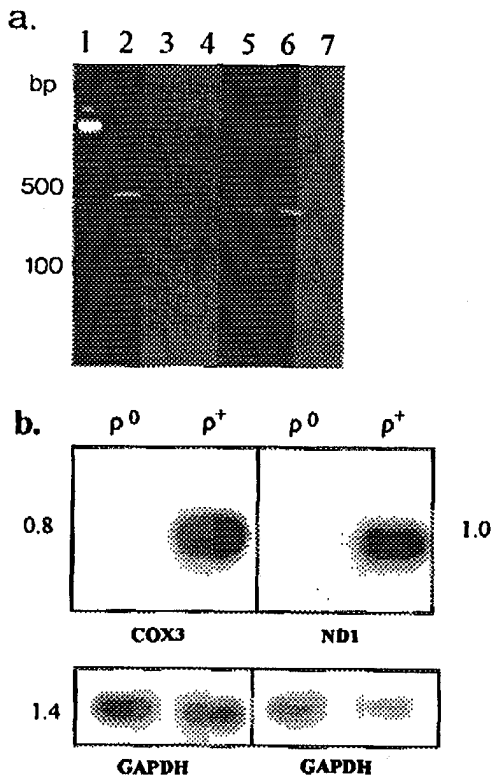 a.
1 2 3 4 5 6 7
bp
500
100
b.
ρ0 ρ+ ρ0 ρ+
0.8 1.0
COX3 ND1
1.4
GAPDH GAPDH